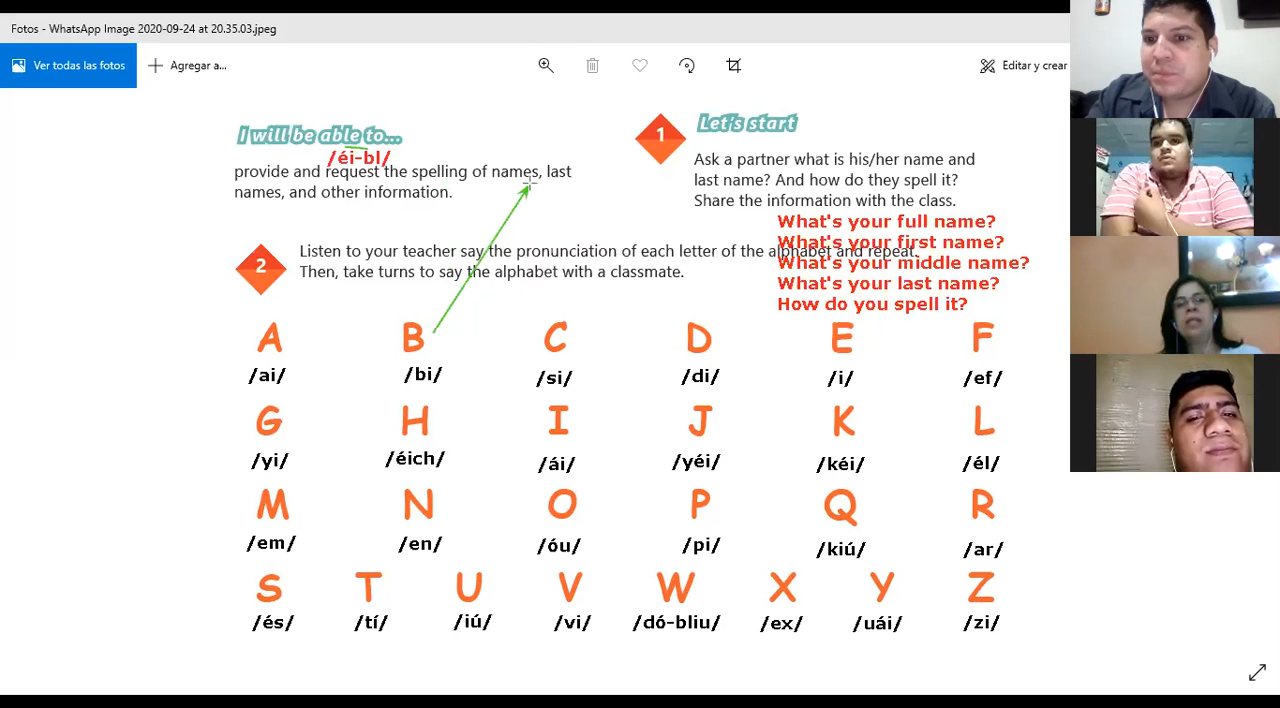 Fotos - WhatsApp Image 2020-09-24 at 20.35.03.jpeg
Ver todas las fotos
Agregar a...
Editar y crear
I will be able to...
/éi-bl/
provide and request the spelling of names, last
names, and other information.
1
Let's start
Ask a partner what is his/her name and
last name? And how do they spell it?
Share the information with the class.
What's your full name?
What's your first name?
What's your middle name?
What's your last name?
How do you spell it?
2
Listen to your teacher say the pronunciation of each letter of the alphabet and repeat.
Then, take turns to say the alphabet with a classmate.
A B C D E F
/ai/ /bi/ /si/ /di/ /i/ /ef/
G H I J K L
/yi/ /éich/ /ái/ /yéi/ /kéi/ /él/
M N O P Q R
/em/ /en/ /óu/ /pi/ /kiú/ /ar/
S T U V W X Y Z
/és/ /tí/ /iú/ /vi/ /dó-bliu/ /ex/ /uái/ /zi/